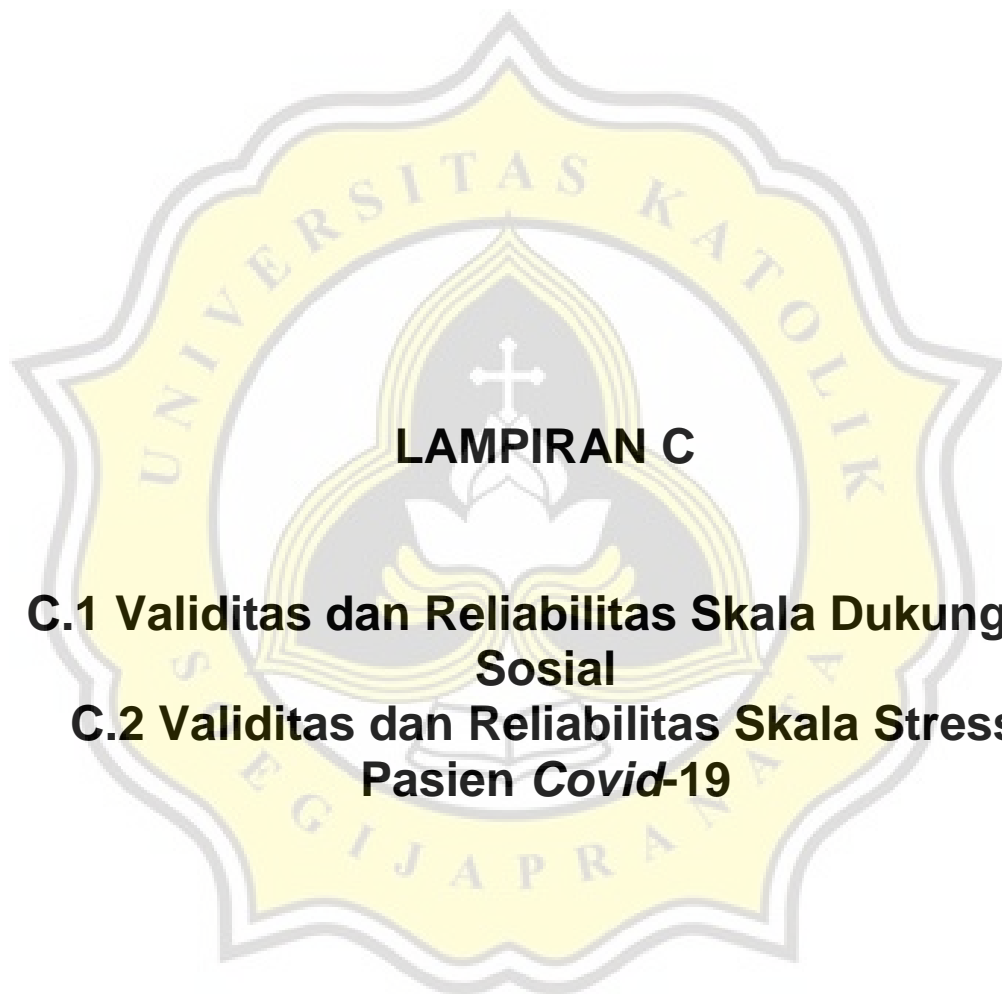 UNIVERSITAS KATOLIK
LAMPIRAN C
C.1 Validitas dan Reliabilitas Skala Dukung
Sosial
C.2 Validitas dan Reliabilitas Skala Stress
Pasien Covid-19
SOEGIJAPRANATA